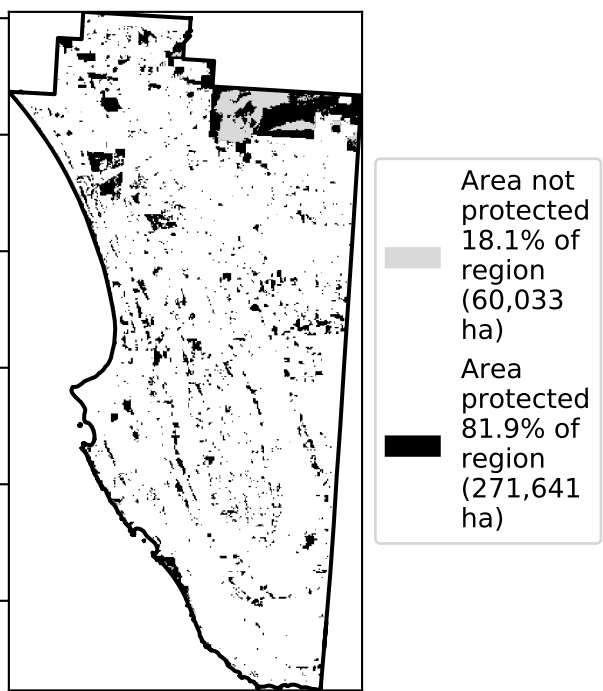 Area not
protected
18.1% of
region
(60,033
ha)
Area
protected
81.9% of
region
(271,641
ha)